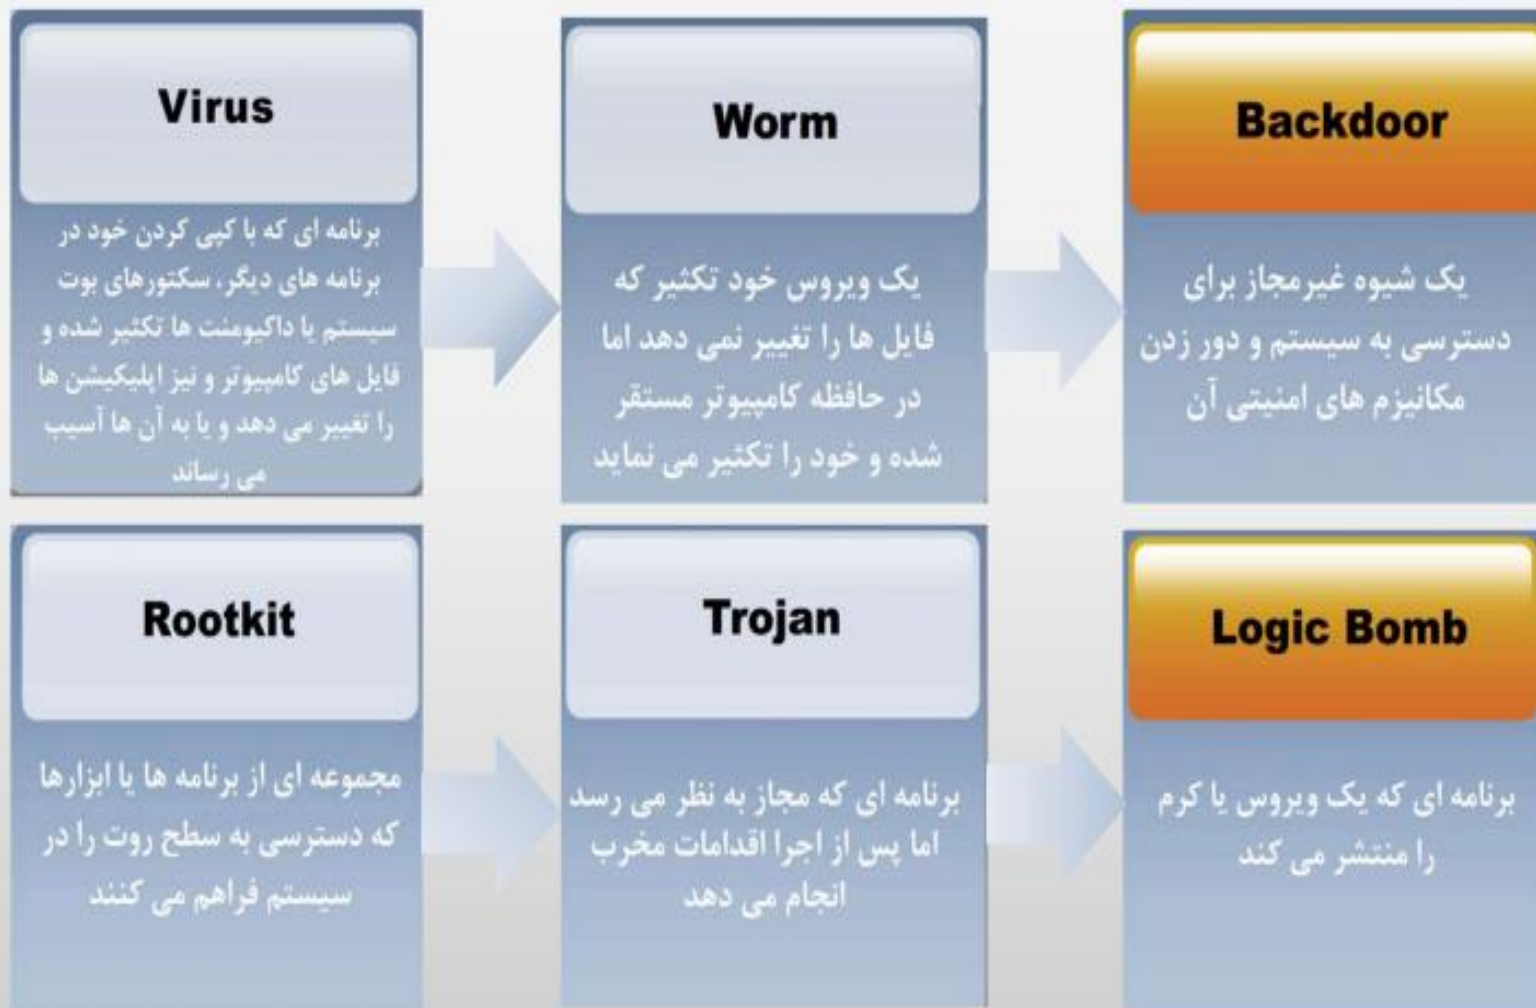 Virus
برنامه ای که با کپی کردن خود در
برنامه های دیگر، سکتورهای بوت
سیستم یا داکیومنت ها تکثیر شده و
فایل های کامپیوتر و نیز اپلیکیشن ها
را تغییر می دهد و یا به آن ها آسیب
می رساند
Worm
یک ویروس خود تکثیر که
فایل ها را تغییر نمی دهد اما
در حافظه کامپیوتر مستقر
شده و خود را تکثیر می نماید
Backdoor
یک شیوه غیرمجاز برای
دسترسی به سیستم و دور زدن
مکانیزم های امنیتی آن
Rootkit
مجموعه ای از برنامه ها یا ابزارها
که دسترسی به سطح روت را در
سیستم فراهم می کنند
Trojan
برنامه ای که مجاز به نظر می رسد
اما پس از اجرا اقدامات مخرب
انجام می دهد
Logic Bomb
برنامه ای که یک ویروس یا کرم
را منتشر می کند